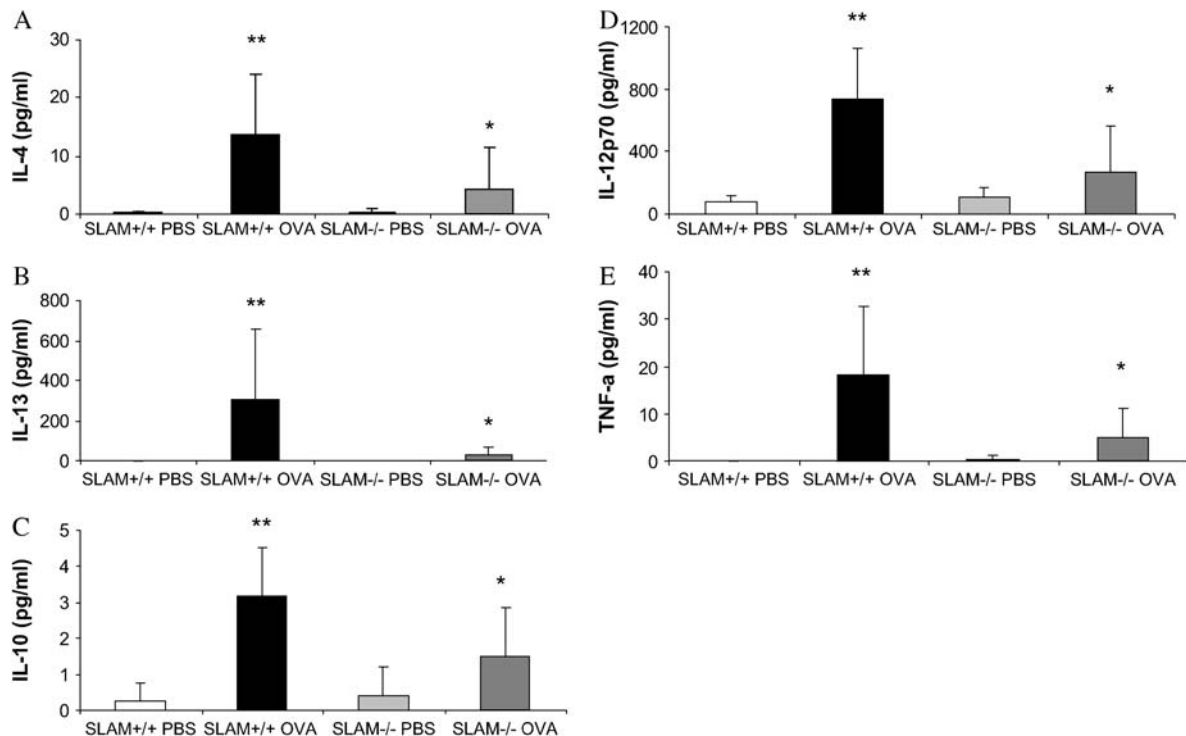 A
IL-4 (pg/ml)
30
20
10
0
**
*
SLAM+/+ PBS SLAM+/+ OVA SLAM-/- PBS SLAM-/- OVA
B
IL-13 (pg/ml)
800
600
400
200
0
**
*
SLAM+/+ PBS SLAM+/+ OVA SLAM-/- PBS SLAM-/- OVA
C
IL-10 (pg/ml)
5
4
3
2
1
0
**
*
SLAM+/+ PBS SLAM+/+ OVA SLAM-/- PBS SLAM-/- OVA
D
IL-12p70 (pg/ml)
1200
800
400
0
**
*
SLAM+/+ PBS SLAM+/+ OVA SLAM-/- PBS SLAM-/- OVA
E
TNF-a (pg/ml)
40
30
20
10
0
**
*
SLAM+/+ PBS SLAM+/+ OVA SLAM-/- PBS SLAM-/- OVA